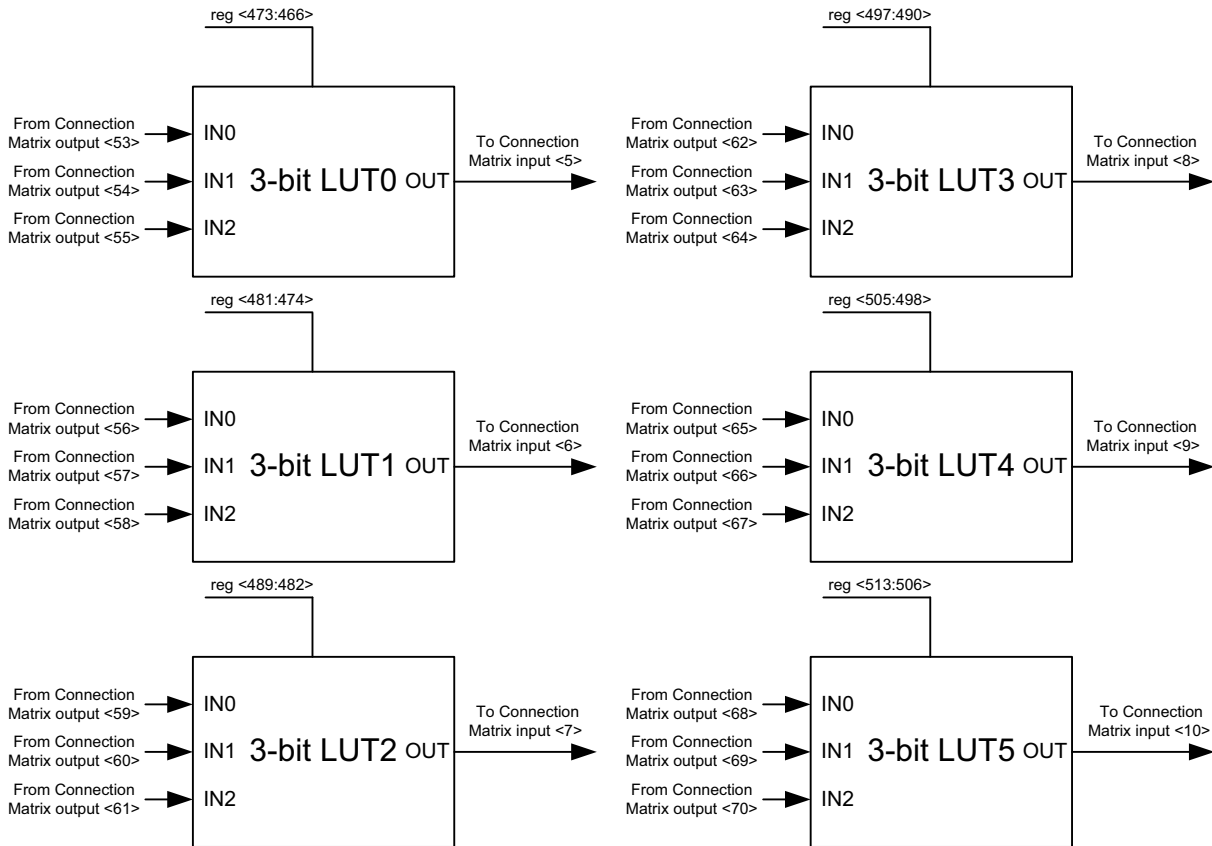 reg <473:466>
From Connection
Matrix output <53>
IN0
From Connection
Matrix output <54>
IN1
From Connection
Matrix output <55>
IN2
3-bit LUT0
OUT
To Connection
Matrix input <5>
reg <497:490>
From Connection
Matrix output <62>
IN0
From Connection
Matrix output <63>
IN1
From Connection
Matrix output <64>
IN2
3-bit LUT3
OUT
To Connection
Matrix input <8>
reg <481:474>
From Connection
Matrix output <56>
IN0
From Connection
Matrix output <57>
IN1
From Connection
Matrix output <58>
IN2
3-bit LUT1
OUT
To Connection
Matrix input <6>
reg <505:498>
From Connection
Matrix output <65>
IN0
From Connection
Matrix output <66>
IN1
From Connection
Matrix output <67>
IN2
3-bit LUT4
OUT
To Connection
Matrix input <9>
reg <489:482>
From Connection
Matrix output <59>
IN0
From Connection
Matrix output <60>
IN1
From Connection
Matrix output <61>
IN2
3-bit LUT2
OUT
To Connection
Matrix input <7>
reg <513:506>
From Connection
Matrix output <68>
IN0
From Connection
Matrix output <69>
IN1
From Connection
Matrix output <70>
IN2
3-bit LUT5
OUT
To Connection
Matrix input <10>